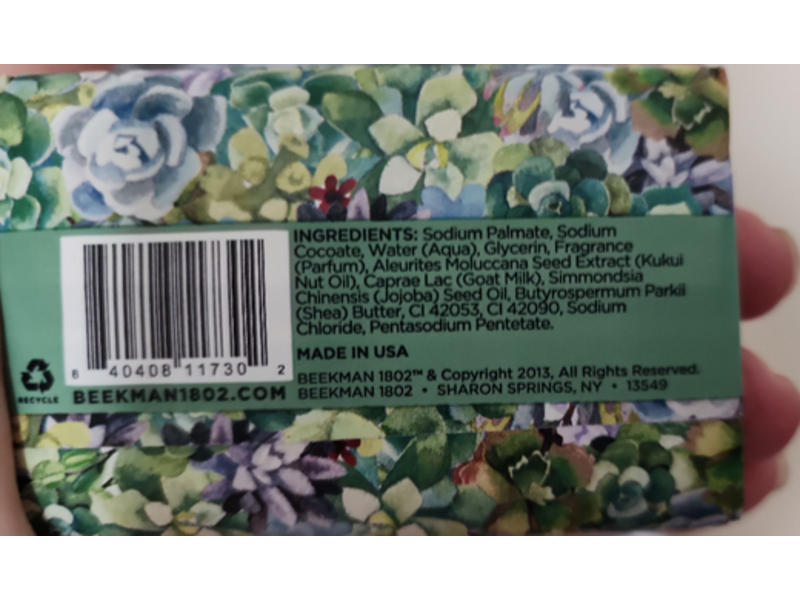 INGREDIENTS: Sodium Palmate, Sodium
Cocoate, Water (Aqua), Glycerin, Fragrance
(Parfum), Aleurites Moluccana Seed Extract (Kukui
Nut Oil), Caprae Lac (Goat Milk), Simmondsia
Chinensis (Jojoba) Seed Oil, Butyrospermum Parkii
(Shea) Butter, CI 42053, CI 42090, Sodium
Chloride, Pentasodium Pentetate.
MADE IN USA
BEEKMAN 1802™ & Copyright 2013, All Rights Reserved.
BEEKMAN 1802 • SHARON SPRINGS, NY • 13549
8 40408 11730 2
RECYCLE
BEEKMAN1802.COM